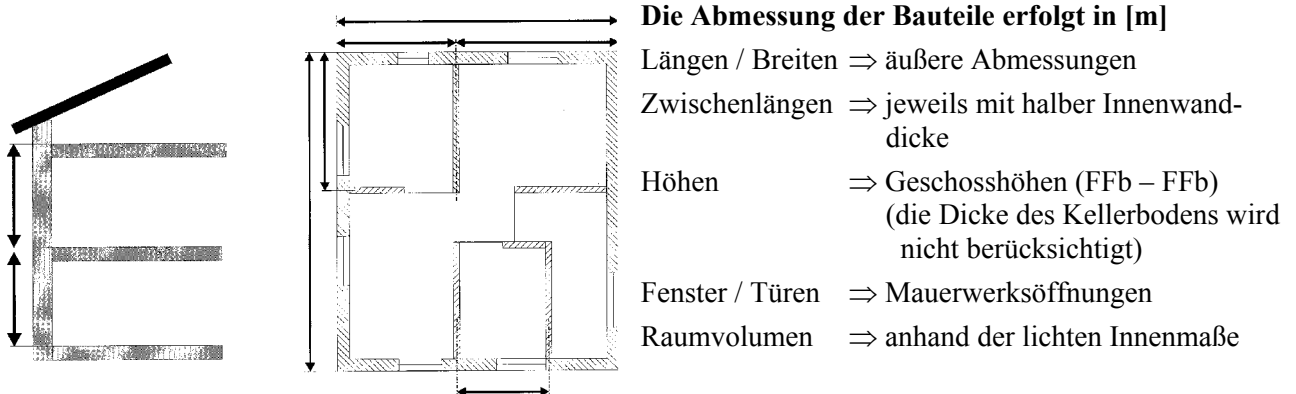 Die Abmessung der Bauteile erfolgt in [m]
Längen / Breiten ⇒ äußere Abmessungen
Zwischenlängen ⇒ jeweils mit halber Innenwand-
dicke
Höhen ⇒ Geschosshöhen (FFb – FFb)
(die Dicke des Kellerbodens wird
nicht berücksichtigt)
Fenster / Türen ⇒ Mauerwerksöffnungen
Raumvolumen ⇒ anhand der lichten Innenmaße